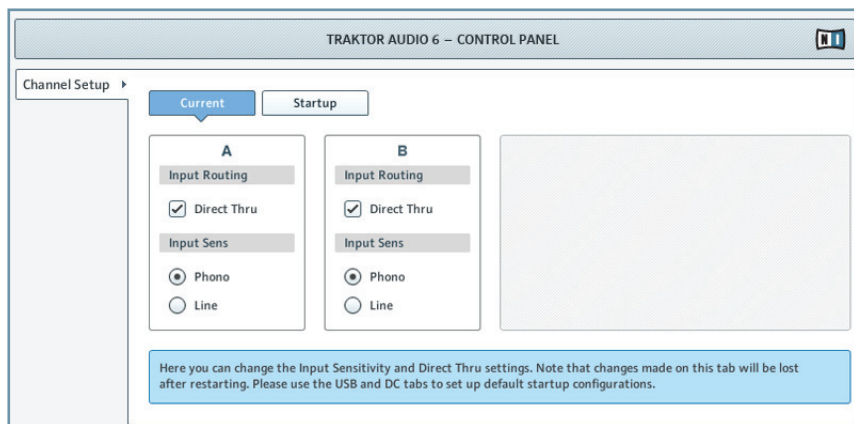 TRAKTOR AUDIO 6 – CONTROL PANEL
NI
Channel Setup
Current
Startup
A
Input Routing
Direct Thru
Input Sens
Phono
Line
B
Input Routing
Direct Thru
Input Sens
Phono
Line
Here you can change the Input Sensitivity and Direct Thru settings. Note that changes made on this tab will be lost
after restarting. Please use the USB and DC tabs to set up default startup configurations.